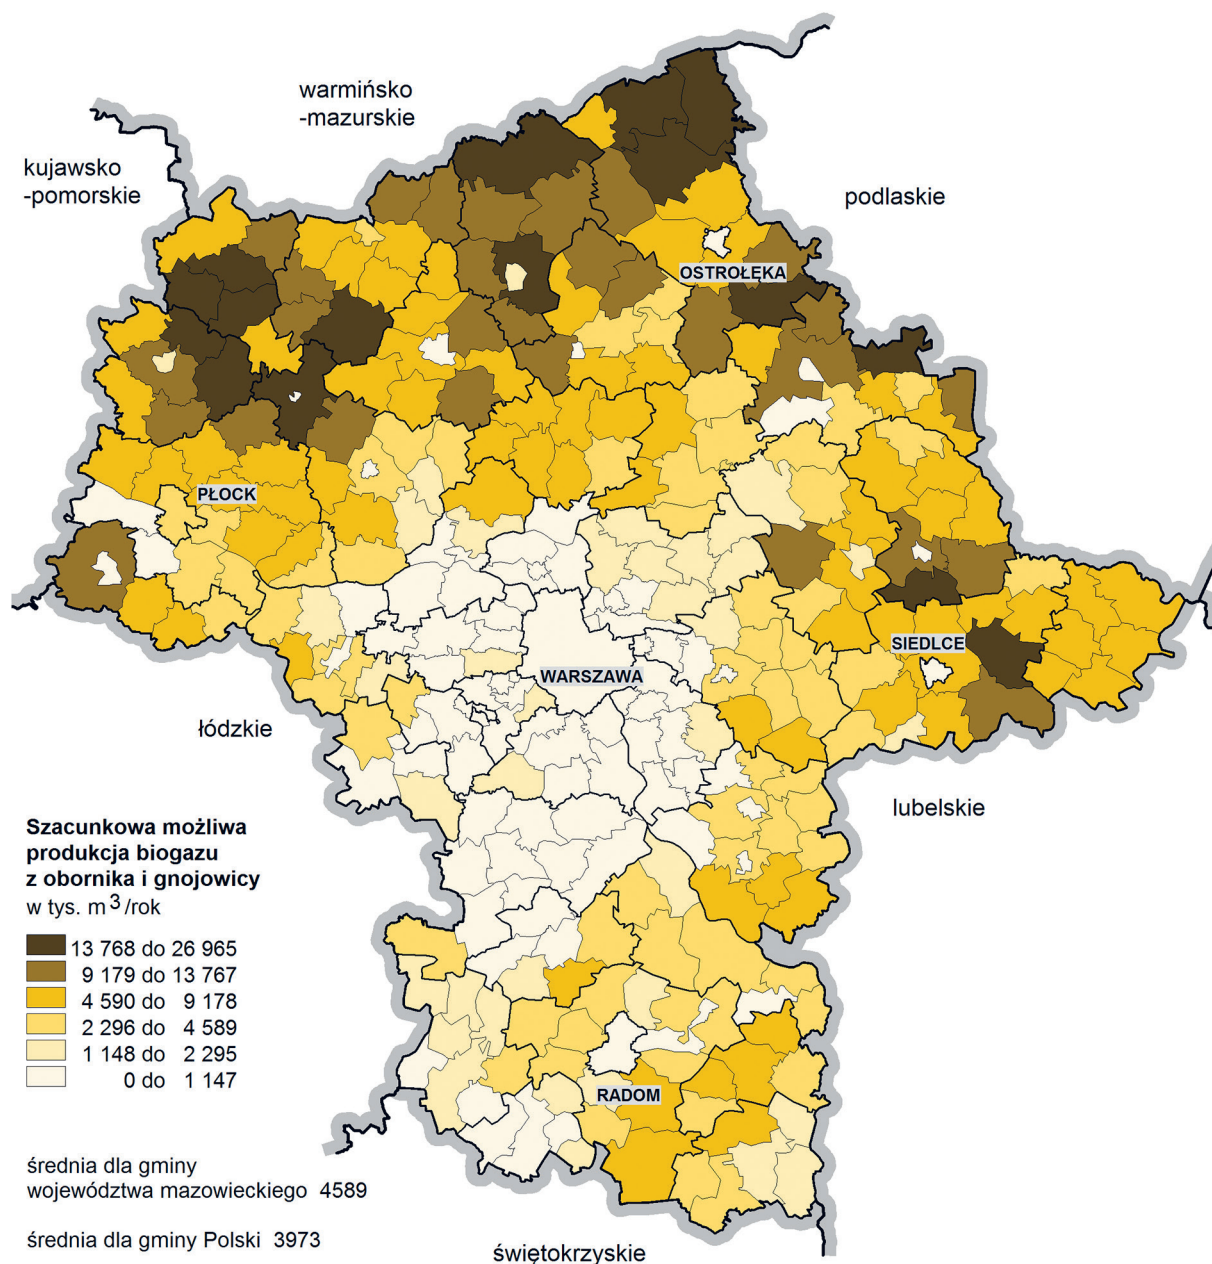 warmińsko
-mazurskie
kujawsko
-pomorskie
podlaskie
OSTROŁĘKA
PŁOCK
SIEDLCE
WARSZAWA
łódzkie
lubelskie
Szacunkowa możliwa
produkcja biogazu
z obornika i gnojowicy
w tys. m³/rok
13 768 do 26 965
9 179 do 13 767
4 590 do 9 178
2 296 do 4 589
1 148 do 2 295
0 do 1 147
RADOM
średnia dla gminy
województwa mazowieckiego 4589
średnia dla gminy Polski 3973
świętokrzyskie